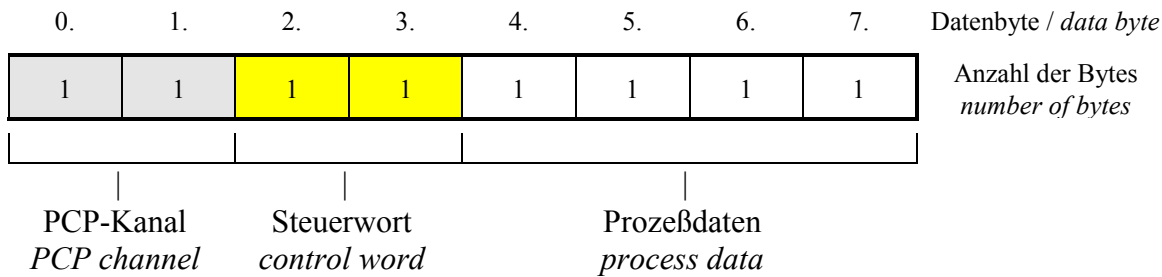 0. 1. 2. 3. 4. 5. 6. 7. Datenbyte / data byte
1 1 1 1 1 1 1 1 Anzahl der Bytes
number of bytes
PCP-Kanal Steuerwort Prozeßdaten
PCP channel control word process data